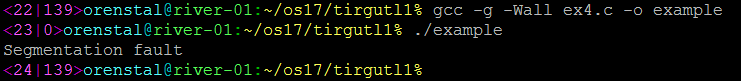 <22|139>orenstal@river-01:~/os17/tirgutl1% gcc -g -Wall ex4.c -o example
<23|0>orenstal@river-01:~/os17/tirgutl1% ./example
Segmentation fault
<24|139>orenstal@river-01:~/os17/tirgutl1%